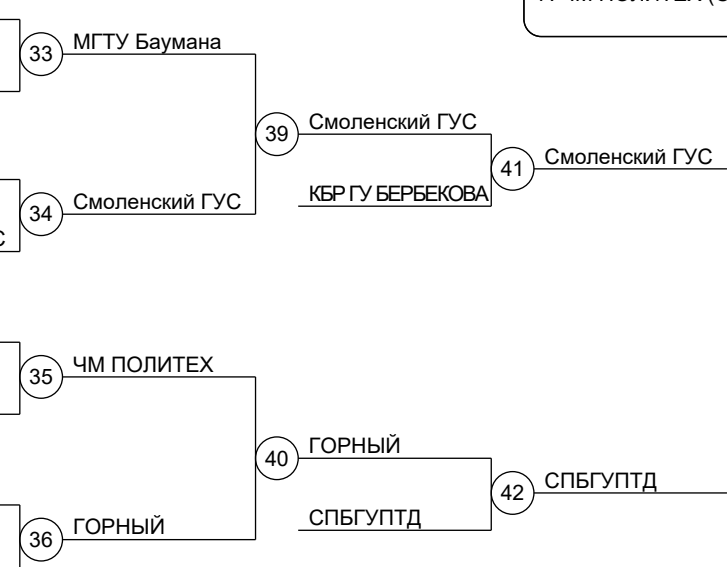 33
МГТУ Баумана
39
Смоленский ГУС
41
Смоленский ГУС
КБР ГУ БЕРБЕКОВА
34
Смоленский ГУС
35
ЧМ ПОЛИТЕХ
40
ГОРНЫЙ
42
СПБГУПТД
СПБГУПТД
36
ГОРНЫЙ